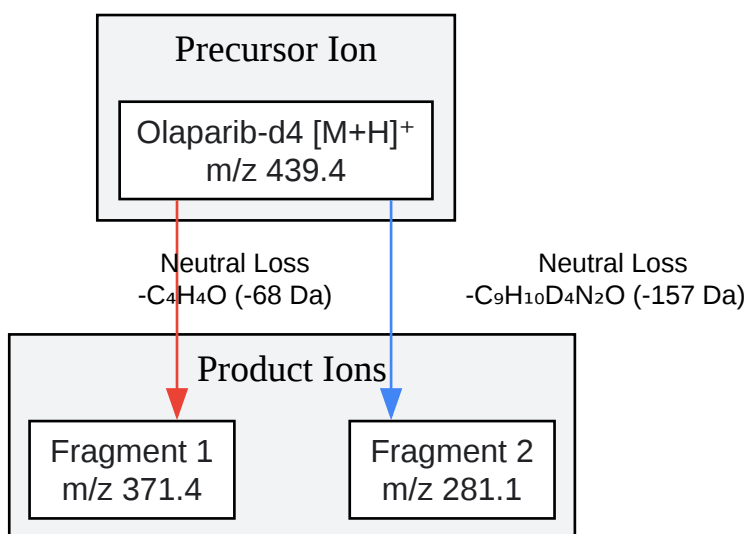 Precursor Ion
Olaparib-d4 [M+H]⁺
m/z 439.4
Neutral Loss
-C₄H₄O (-68 Da)
Neutral Loss
-C₉H₁₀D₄N₂O (-157 Da)
Product Ions
Fragment 1
m/z 371.4
Fragment 2
m/z 281.1